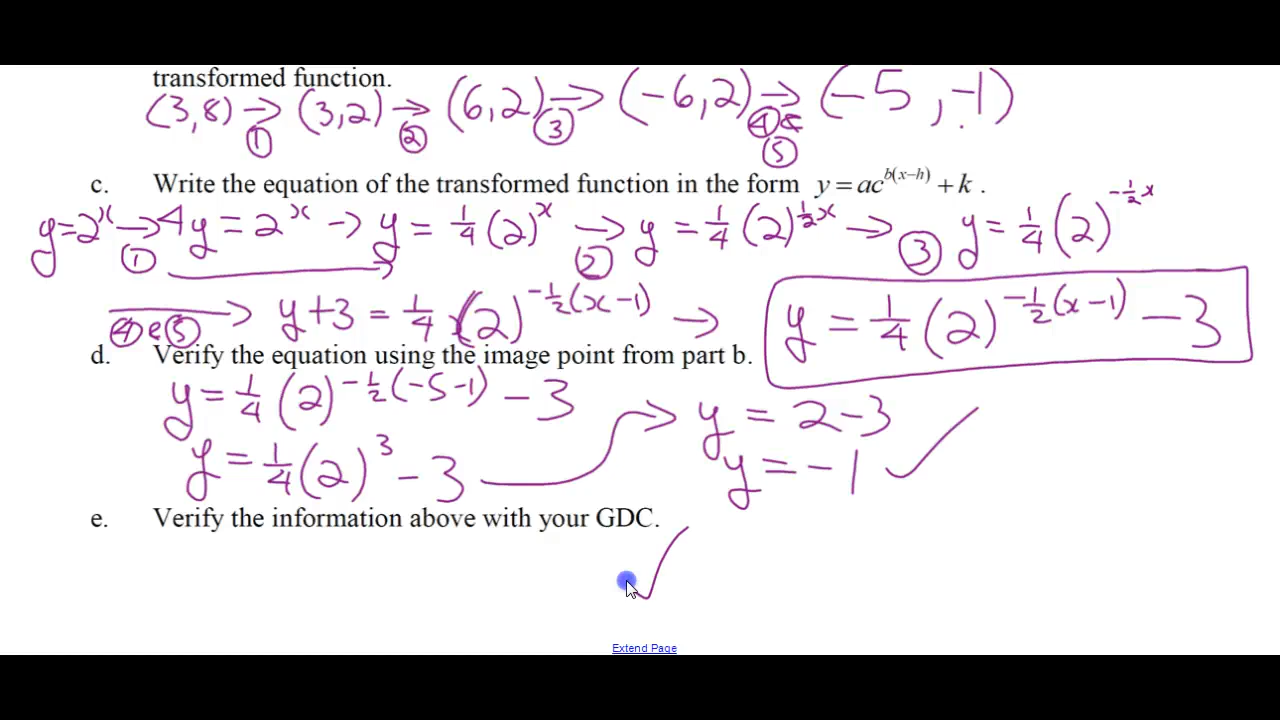 transformed function.
(3,8) → ① (3,2) → ② (6,2) → ③ (-6,2) → ④ & ⑤ (-5, -1)
c. Write the equation of the transformed function in the form y = ac^{b(x-h)} + k .
y=2^x → ① 4y = 2^x → y = 1/4 (2)^x → ② y = 1/4 (2)^{1/2 x} → ③ y = 1/4 (2)^{-1/2 x}
④ & ⑤ → y+3 = 1/4 (2)^{-1/2 (x-1)} → y = 1/4 (2)^{-1/2 (x-1)} - 3
d. Verify the equation using the image point from part b.
y = 1/4 (2)^{-1/2 (-5-1)} - 3
y = 1/4 (2)^3 - 3 → y = 2-3
y = -1 ✓
e. Verify the information above with your GDC.
✓
Extend Page